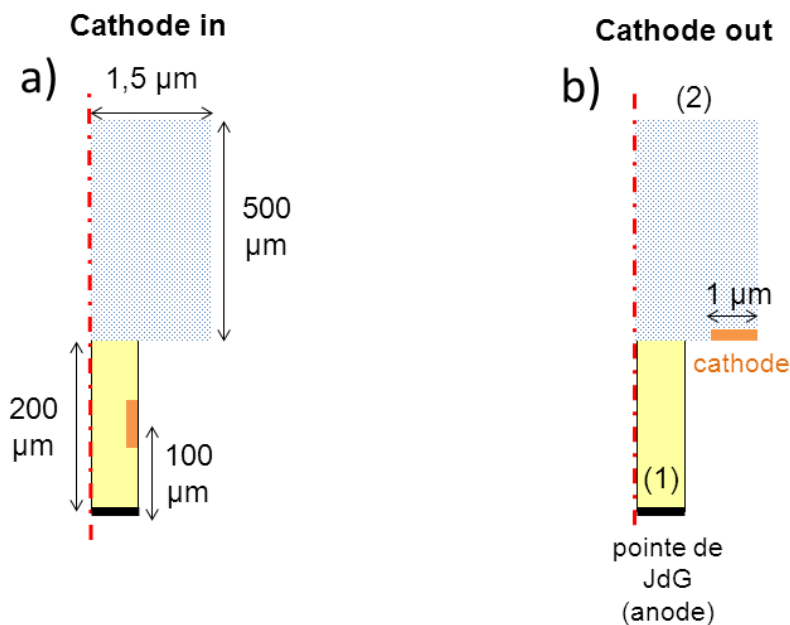 Cathode in
a)
1,5 µm
500
µm
200
µm
100
µm
Cathode out
b)
(2)
1 µm
cathode
(1)
pointe de
JdG
(anode)